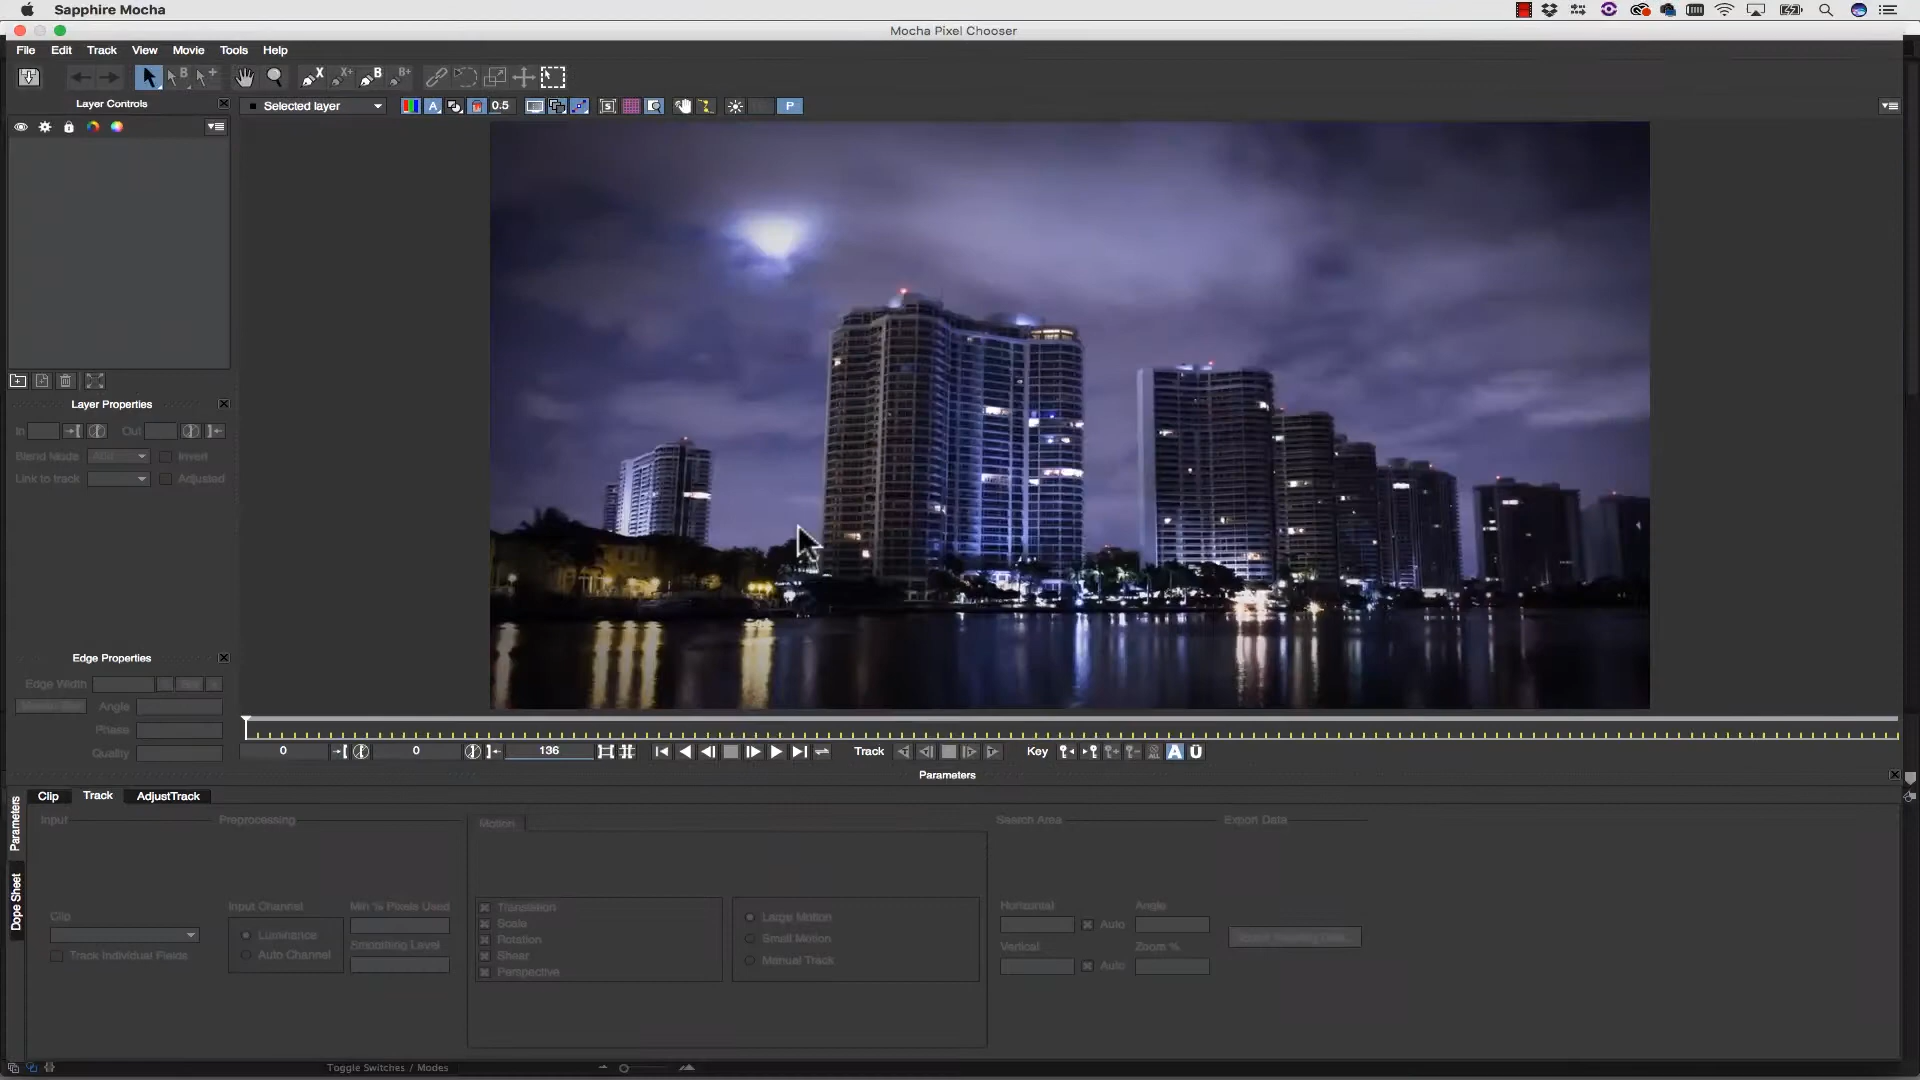 Sapphire Mocha
Mocha Pixel Chooser
File Edit Track View Movie Tools Help
Layer Controls
Selected layer
A
0.5
P
Layer Properties
In
Out
Blend Mode
Invert
Link to track
Adjusted
Edge Properties
Edge Width
Angle
Phase
Quality
0
0
136
Track
Key
ALL
A
Ü
Parameters
Clip Track AdjustTrack
Parameters
Dope Sheet
Input
Preprocessing
Motion
Search Area
Export Data
Clip
Track Individual Fields
Input Channel
Luminance
Auto Channel
Min % Pixels Used
Smoothing Level
Translation
Scale
Rotation
Shear
Perspective
Large Motion
Small Motion
Manual Track
Horizontal
Auto
Angle
Vertical
Auto
Zoom %
Toggle Switches / Modes